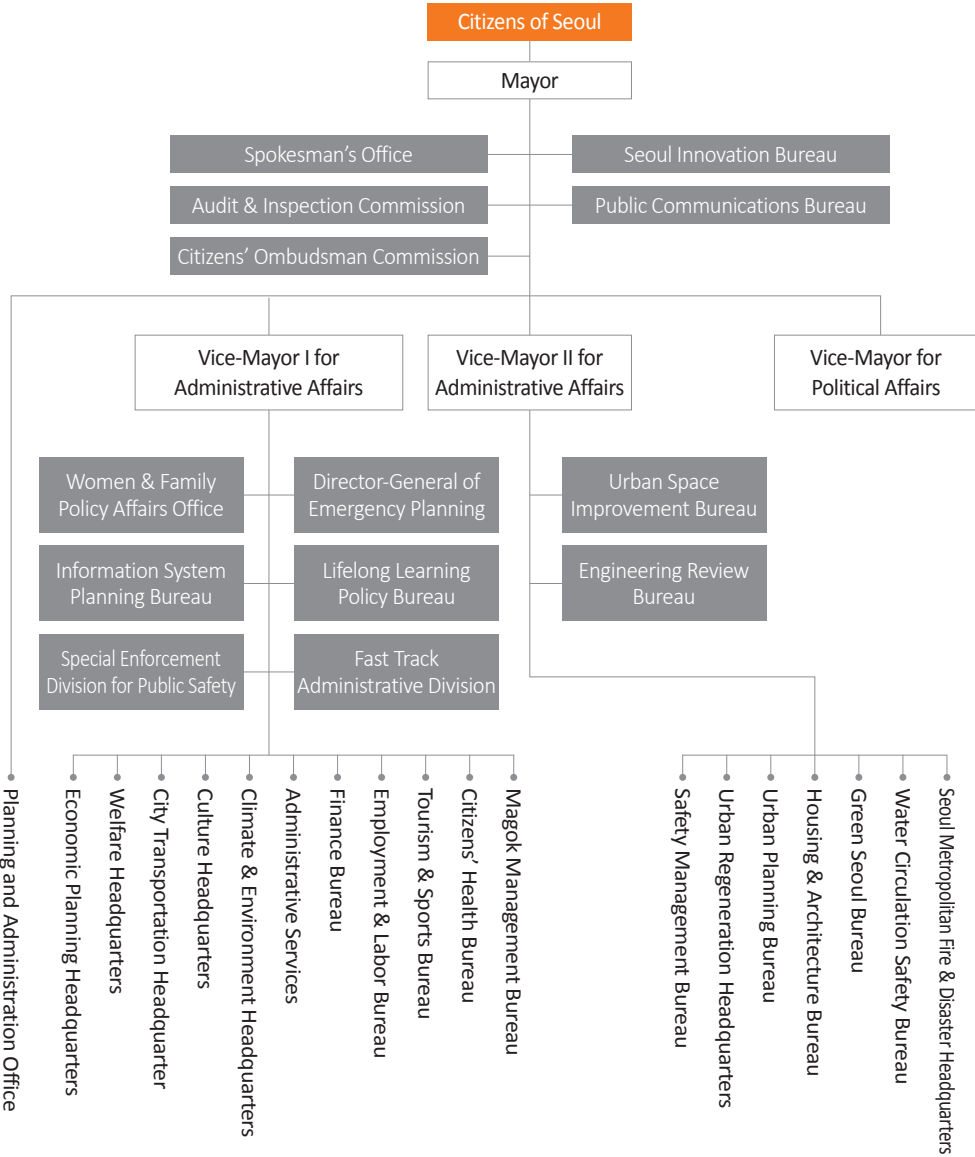 Citizens of Seoul
Mayor
Spokesman's Office
Seoul Innovation Bureau
Audit & Inspection Commission
Public Communications Bureau
Citizens' Ombudsman Commission
Vice-Mayor I for
Administrative Affairs
Vice-Mayor II for
Administrative Affairs
Vice-Mayor for
Political Affairs
Women & Family
Policy Affairs Office
Director-General of
Emergency Planning
Urban Space
Improvement Bureau
Information System
Planning Bureau
Lifelong Learning
Policy Bureau
Engineering Review
Bureau
Special Enforcement
Division for Public Safety
Fast Track
Administrative Division
Planning and Administration Office
Economic Planning Headquarters
Welfare Headquarters
City Transportation Headquarter
Culture Headquarters
Climate & Environment Headquarters
Administrative Services
Finance Bureau
Employment & Labor Bureau
Tourism & Sports Bureau
Citizens' Health Bureau
Magok Management Bureau
Safety Management Bureau
Urban Regeneration Headquarters
Urban Planning Bureau
Housing & Architecture Bureau
Green Seoul Bureau
Water Circulation Safety Bureau
Seoul Metropolitan Fire & Disaster Headquarters